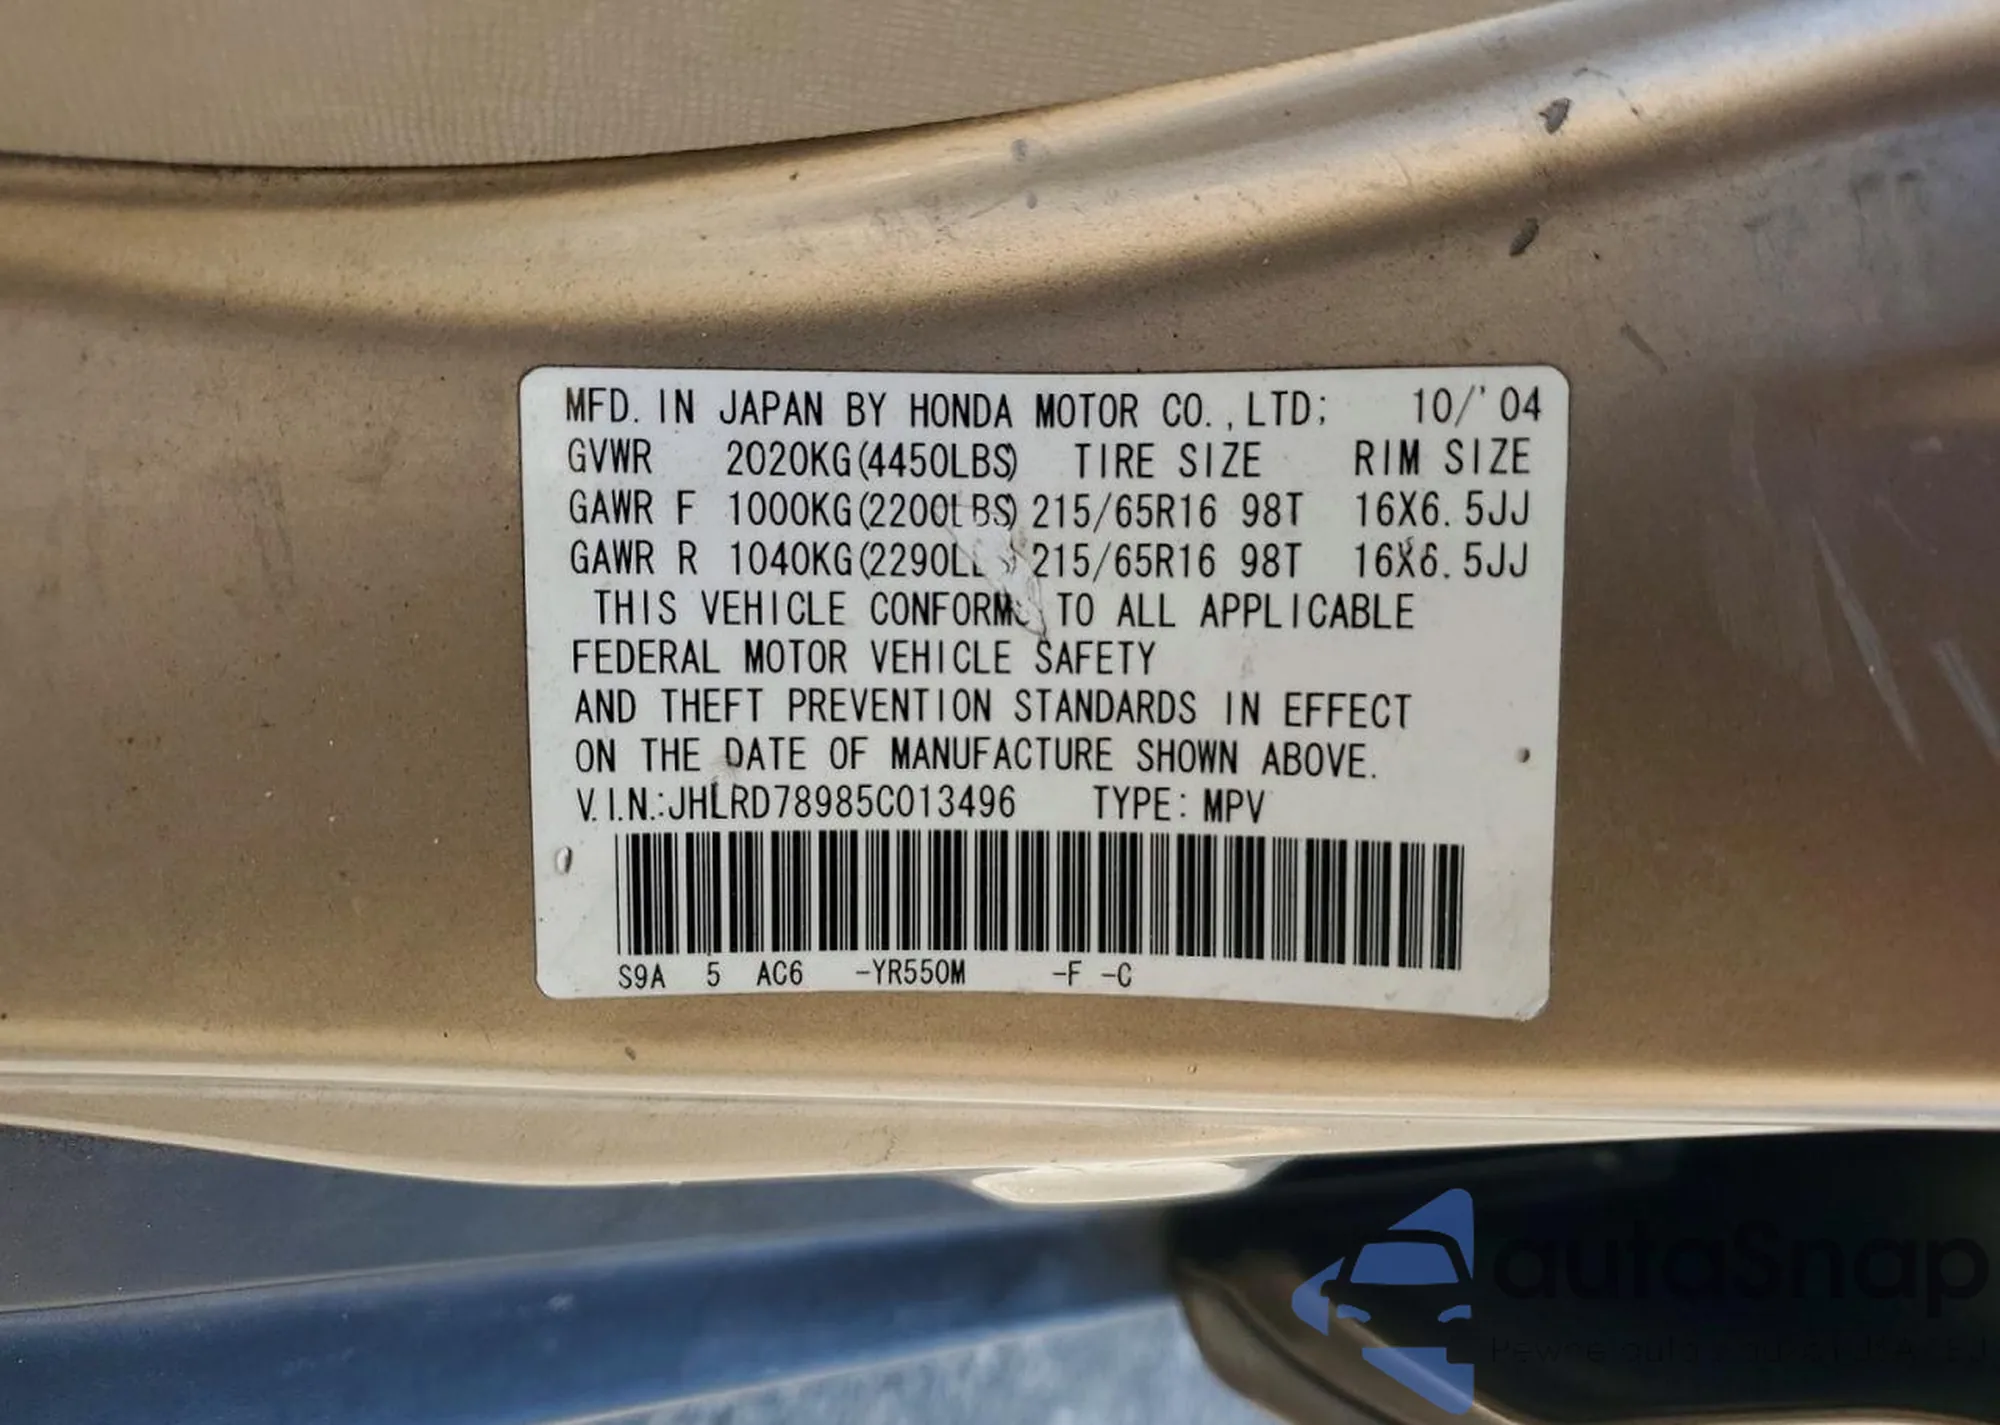 MFD. IN JAPAN BY HONDA MOTOR CO.,LTD; 10/'04
GVWR 2020KG(4450LBS) TIRE SIZE RIM SIZE
GAWR F 1000KG(2200LBS) 215/65R16 98T 16X6.5JJ
GAWR R 1040KG(2290LBS) 215/65R16 98T 16X6.5JJ
THIS VEHICLE CONFORMS TO ALL APPLICABLE
FEDERAL MOTOR VEHICLE SAFETY
AND THEFT PREVENTION STANDARDS IN EFFECT
ON THE DATE OF MANUFACTURE SHOWN ABOVE.
V.I.N.:JHLRD78985C013496 TYPE: MPV
S9A 5 AC6 -YR550M -F -C
autaSnap